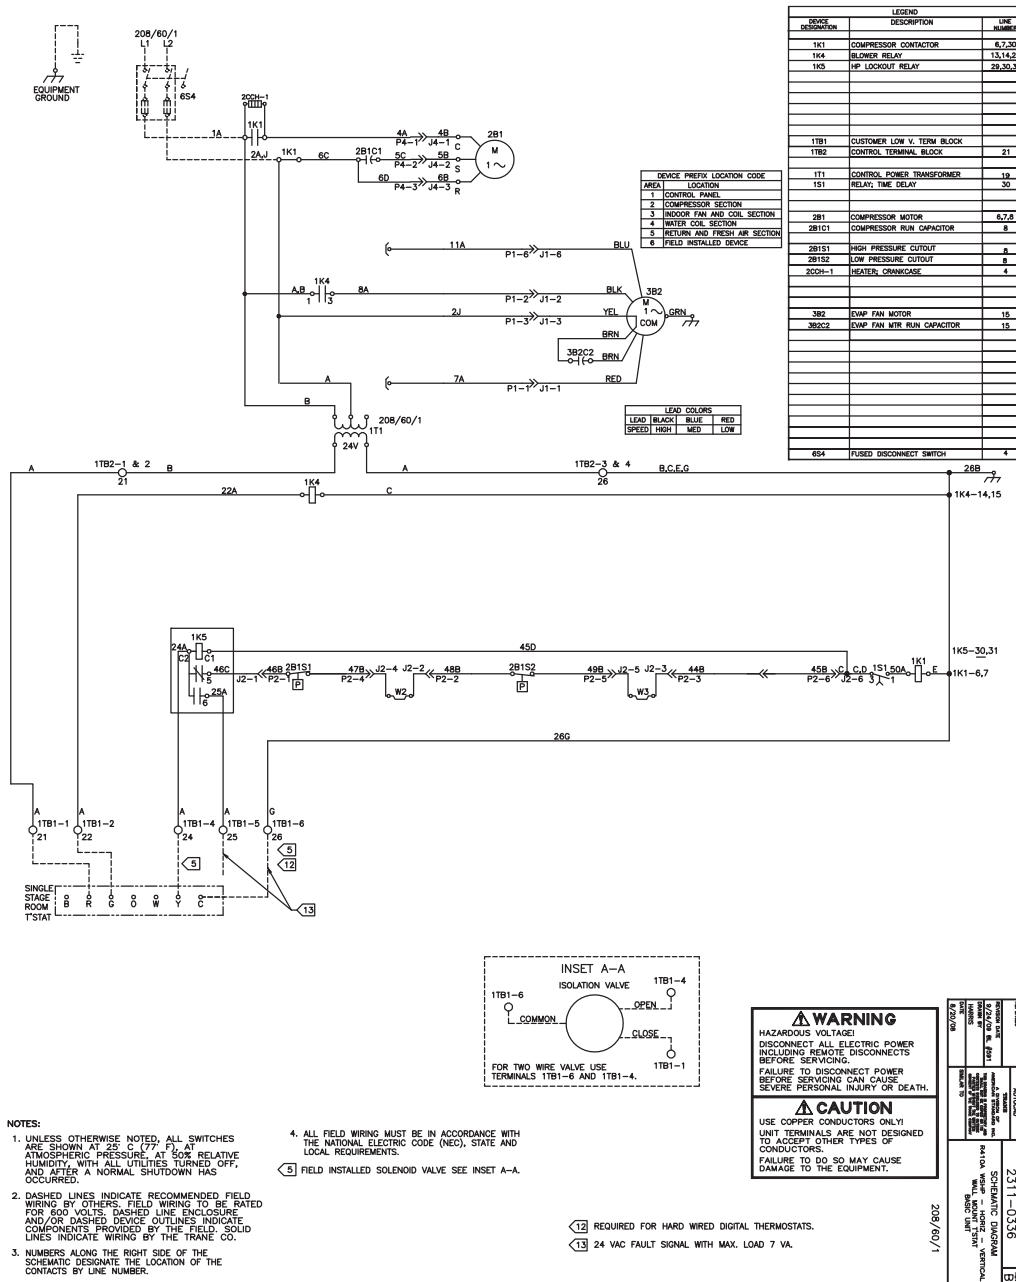 208/60/1
L1 L2
6S4
EQUIPMENT
GROUND
2CCH-1
1K1
1A
4A 4B
P4-1 J4-1 C
2B1
M
1~
2A,J 1K1 6C 2B1C1 5C 5B
P4-2 J4-2 S
6D 6B
P4-3 J4-3 R
LEGEND
DEVICE DESIGNATION DESCRIPTION LINE NUMBER
1K1 COMPRESSOR CONTACTOR 6,7,30
1K4 BLOWER RELAY 13,14,2
1K5 HP LOCKOUT RELAY 29,30,3
1TB1 CUSTOMER LOW V. TERM BLOCK
1TB2 CONTROL TERMINAL BLOCK 21
1T1 CONTROL POWER TRANSFORMER 19
1S1 RELAY; TIME DELAY 30
2B1 COMPRESSOR MOTOR 6,7,8
2B1C1 COMPRESSOR RUN CAPACITOR 8
2B1S1 HIGH PRESSURE CUTOUT 8
2B1S2 LOW PRESSURE CUTOUT 8
2CCH-1 HEATER; CRANKCASE 4
3B2 EVAP FAN MOTOR 15
3B2C2 EVAP FAN MTR RUN CAPACITOR 15
6S4 FUSED DISCONNECT SWITCH 4
DEVICE PREFIX LOCATION CODE
AREA LOCATION
1 CONTROL PANEL
2 COMPRESSOR SECTION
3 INDOOR FAN AND COIL SECTION
4 WATER COIL SECTION
5 RETURN AND FRESH AIR SECTION
6 FIELD INSTALLED DEVICE
11A BLU
P1-6 J1-6
1K4
A,B 1 3 8A BLK
P1-2 J1-2
3B2
M
1~
COM
GRN
2J YEL
P1-3 J1-3
BRN
3B2C2 BRN
A 7A RED
P1-1 J1-1
B
208/60/1
1T1
24V
LEAD COLORS
LEAD BLACK BLUE RED
SPEED HIGH MED LOW
A 1TB2-1 & 2 B
21
A 1TB2-3 & 4 B,C,E,G 26B
26
22A 1K4 C 1K4-14,15
1K5
24A
C2 C1
45D 1K5-30,31
46C 46B 2B1S1 47B J2-4 J2-2 48B 2B1S2 49B J2-5 J2-3 44B 45B C C,D 1S1 50A 1K1 E
5 J2-1 P2-1 P P2-4 W2 P2-2 P P2-5 W3 P2-3 P2-6 J2-6 3 1 1K1-6,7
25A
6
26G
A A A A G
1TB1-1 1TB1-2 1TB1-4 1TB1-5 1TB1-6
21 22 24 25 26
5 5
12
13
SINGLE
STAGE
ROOM
T'STAT
B R G O W Y C
INSET A-A
ISOLATION VALVE
1TB1-6 1TB1-4
COMMON OPEN
CLOSE
1TB1-1
FOR TWO WIRE VALVE USE
TERMINALS 1TB1-6 AND 1TB1-4.
WARNING
HAZARDOUS VOLTAGE!
DISCONNECT ALL ELECTRIC POWER
INCLUDING REMOTE DISCONNECTS
BEFORE SERVICING.
FAILURE TO DISCONNECT POWER
BEFORE SERVICING CAN CAUSE
SEVERE PERSONAL INJURY OR DEATH.
CAUTION
USE COPPER CONDUCTORS ONLY!
UNIT TERMINALS ARE NOT DESIGNED
TO ACCEPT OTHER TYPES OF
CONDUCTORS.
FAILURE TO DO SO MAY CAUSE
DAMAGE TO THE EQUIPMENT.
NOTES:
1. UNLESS OTHERWISE NOTED, ALL SWITCHES
ARE SHOWN AT 25° C (77° F), AT
ATMOSPHERIC PRESSURE, AT 50% RELATIVE
HUMIDITY, WITH ALL UTILITIES TURNED OFF,
AND AFTER A NORMAL SHUTDOWN HAS
OCCURRED.
2. DASHED LINES INDICATE RECOMMENDED FIELD
WIRING BY OTHERS. FIELD WIRING TO BE RATED
FOR 600 VOLTS. DASHED LINE ENCLOSURE
AND/OR DASHED DEVICE OUTLINES INDICATE
COMPONENTS PROVIDED BY THE FIELD. SOLID
LINES INDICATE WIRING BY THE TRANE CO.
3. NUMBERS ALONG THE RIGHT SIDE OF THE
SCHEMATIC DESIGNATE THE LOCATION OF THE
CONTACTS BY LINE NUMBER.
4. ALL FIELD WIRING MUST BE IN ACCORDANCE WITH
THE NATIONAL ELECTRIC CODE (NEC), STATE AND
LOCAL REQUIREMENTS.
5 FIELD INSTALLED SOLENOID VALVE SEE INSET A-A.
12 REQUIRED FOR HARD WIRED DIGITAL THERMOSTATS.
13 24 VAC FAULT SIGNAL WITH MAX. LOAD 7 VA.
208/60/1
REVISION DATE
9/24/09
DRAWN BY
HARRIS
DATE
8/20/08
SIMILAR TO
2311-0336
SCHEMATIC DIAGRAM
R410A WSHP - HORIZ - VERTICAL
WALL MOUNT T'STAT
BASIC UNIT
B